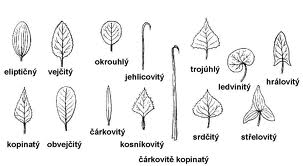 eliptičný
vejčitý
okrouhlý
jehlicovitý
trojúhlý
ledvinitý
hrálovitý
kopinatý
obvejčitý
čárkovitý
kosníkovitý
čárkovitě kopinatý
srdčitý
střelovitý